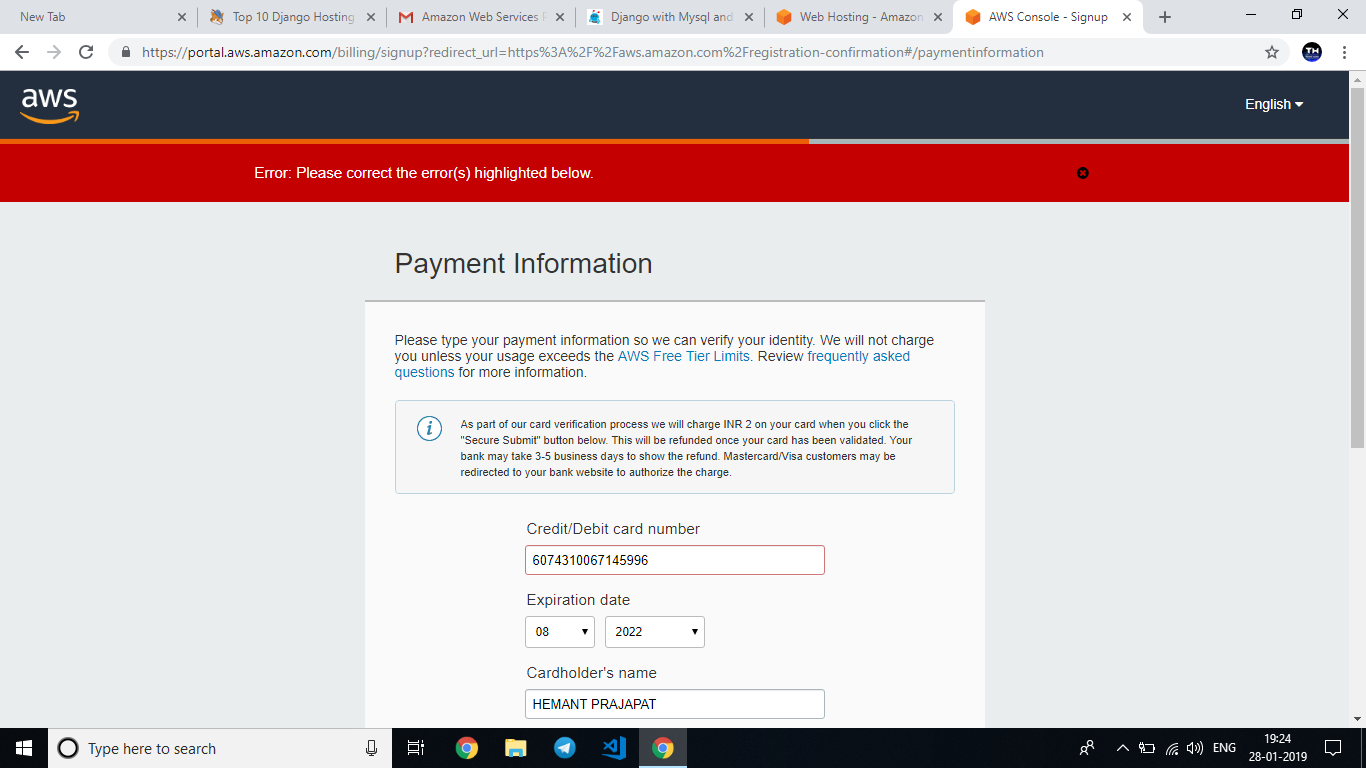 New Tab
Top 10 Django Hosting
Amazon Web Services F
Django with Mysql and
Web Hosting - Amazon
AWS Console - Signup
https://portal.aws.amazon.com/billing/signup?redirect_url=https%3A%2F%2Faws.amazon.com%2Fregistration-confirmation#/paymentinformation
TH
aws
English
Error: Please correct the error(s) highlighted below.
Payment Information
Please type your payment information so we can verify your identity. We will not charge
you unless your usage exceeds the AWS Free Tier Limits. Review frequently asked
questions for more information.
i
As part of our card verification process we will charge INR 2 on your card when you click the
"Secure Submit" button below. This will be refunded once your card has been validated. Your
bank may take 3-5 business days to show the refund. Mastercard/Visa customers may be
redirected to your bank website to authorize the charge.
Credit/Debit card number
6074310067145996
Expiration date
08
2022
Cardholder's name
HEMANT PRAJAPAT
Type here to search
ENG
19:24
28-01-2019